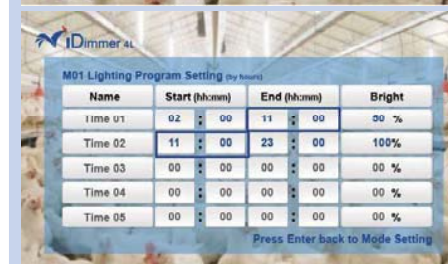 iDimmer 4L
M01 Lighting Program Setting (by hours)
Name Start (hh:mm) End (hh:mm) Bright
Time 01 02 : 00 11 : 00 %
Time 02 11 : 00 23 : 00 100%
Time 03 00 : 00 00 : 00 00 %
Time 04 00 : 00 00 : 00 00 %
Time 05 00 : 00 00 : 00 00 %
Press Enter back to Mode Setting